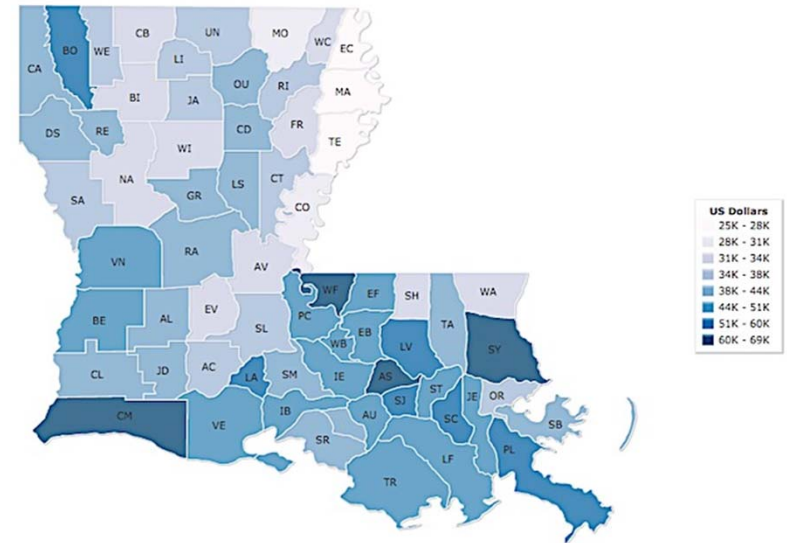 CB
UN
MO
WC
EC
BO
WE
LI
CA
OU
RI
MA
BI
JA
FR
DS
RE
CD
TE
WI
NA
LS
CT
SA
GR
CO
RA
VN
AV
WF
EF
SH
WA
EV
PC
BE
AL
SL
EB
TA
WB
LV
SY
CL
JD
AC
LA
SM
IE
AS
ST
JE
OR
SJ
CM
VE
IB
AU
SC
SB
SR
PL
LF
TR
US Dollars
25K - 28K
28K - 31K
31K - 34K
34K - 38K
38K - 44K
44K - 51K
51K - 60K
60K - 69K